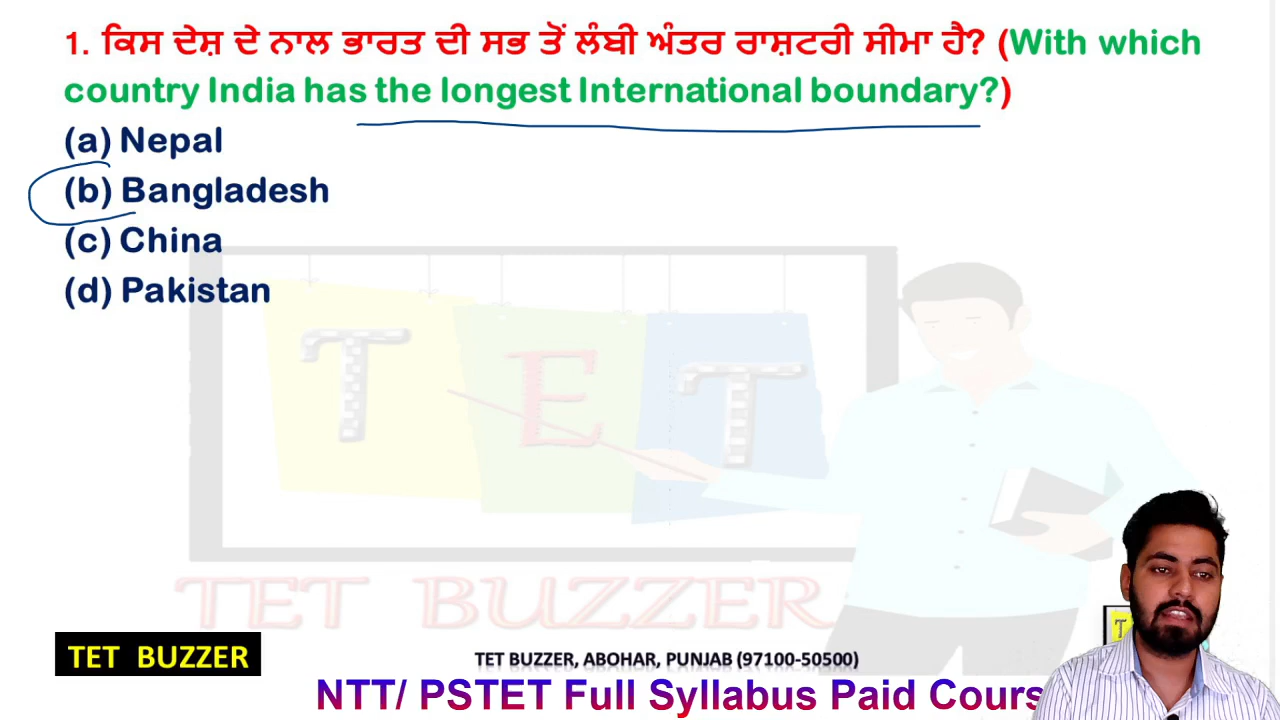 1. ਕਿਸ ਦੇਸ਼ ਦੇ ਨਾਲ ਭਾਰਤ ਦੀ ਸਭ ਤੋਂ ਲੰਬੀ ਅੰਤਰ ਰਾਸ਼ਟਰੀ ਸੀਮਾ ਹੈ? (With which
country India has the longest International boundary?)
(a) Nepal
(b) Bangladesh
(c) China
(d) Pakistan
T E T
TET BUZZER
T
TET BUZZER
TET BUZZER, ABOHAR, PUNJAB (97100-50500)
NTT/ PSTET Full Syllabus Paid Cours